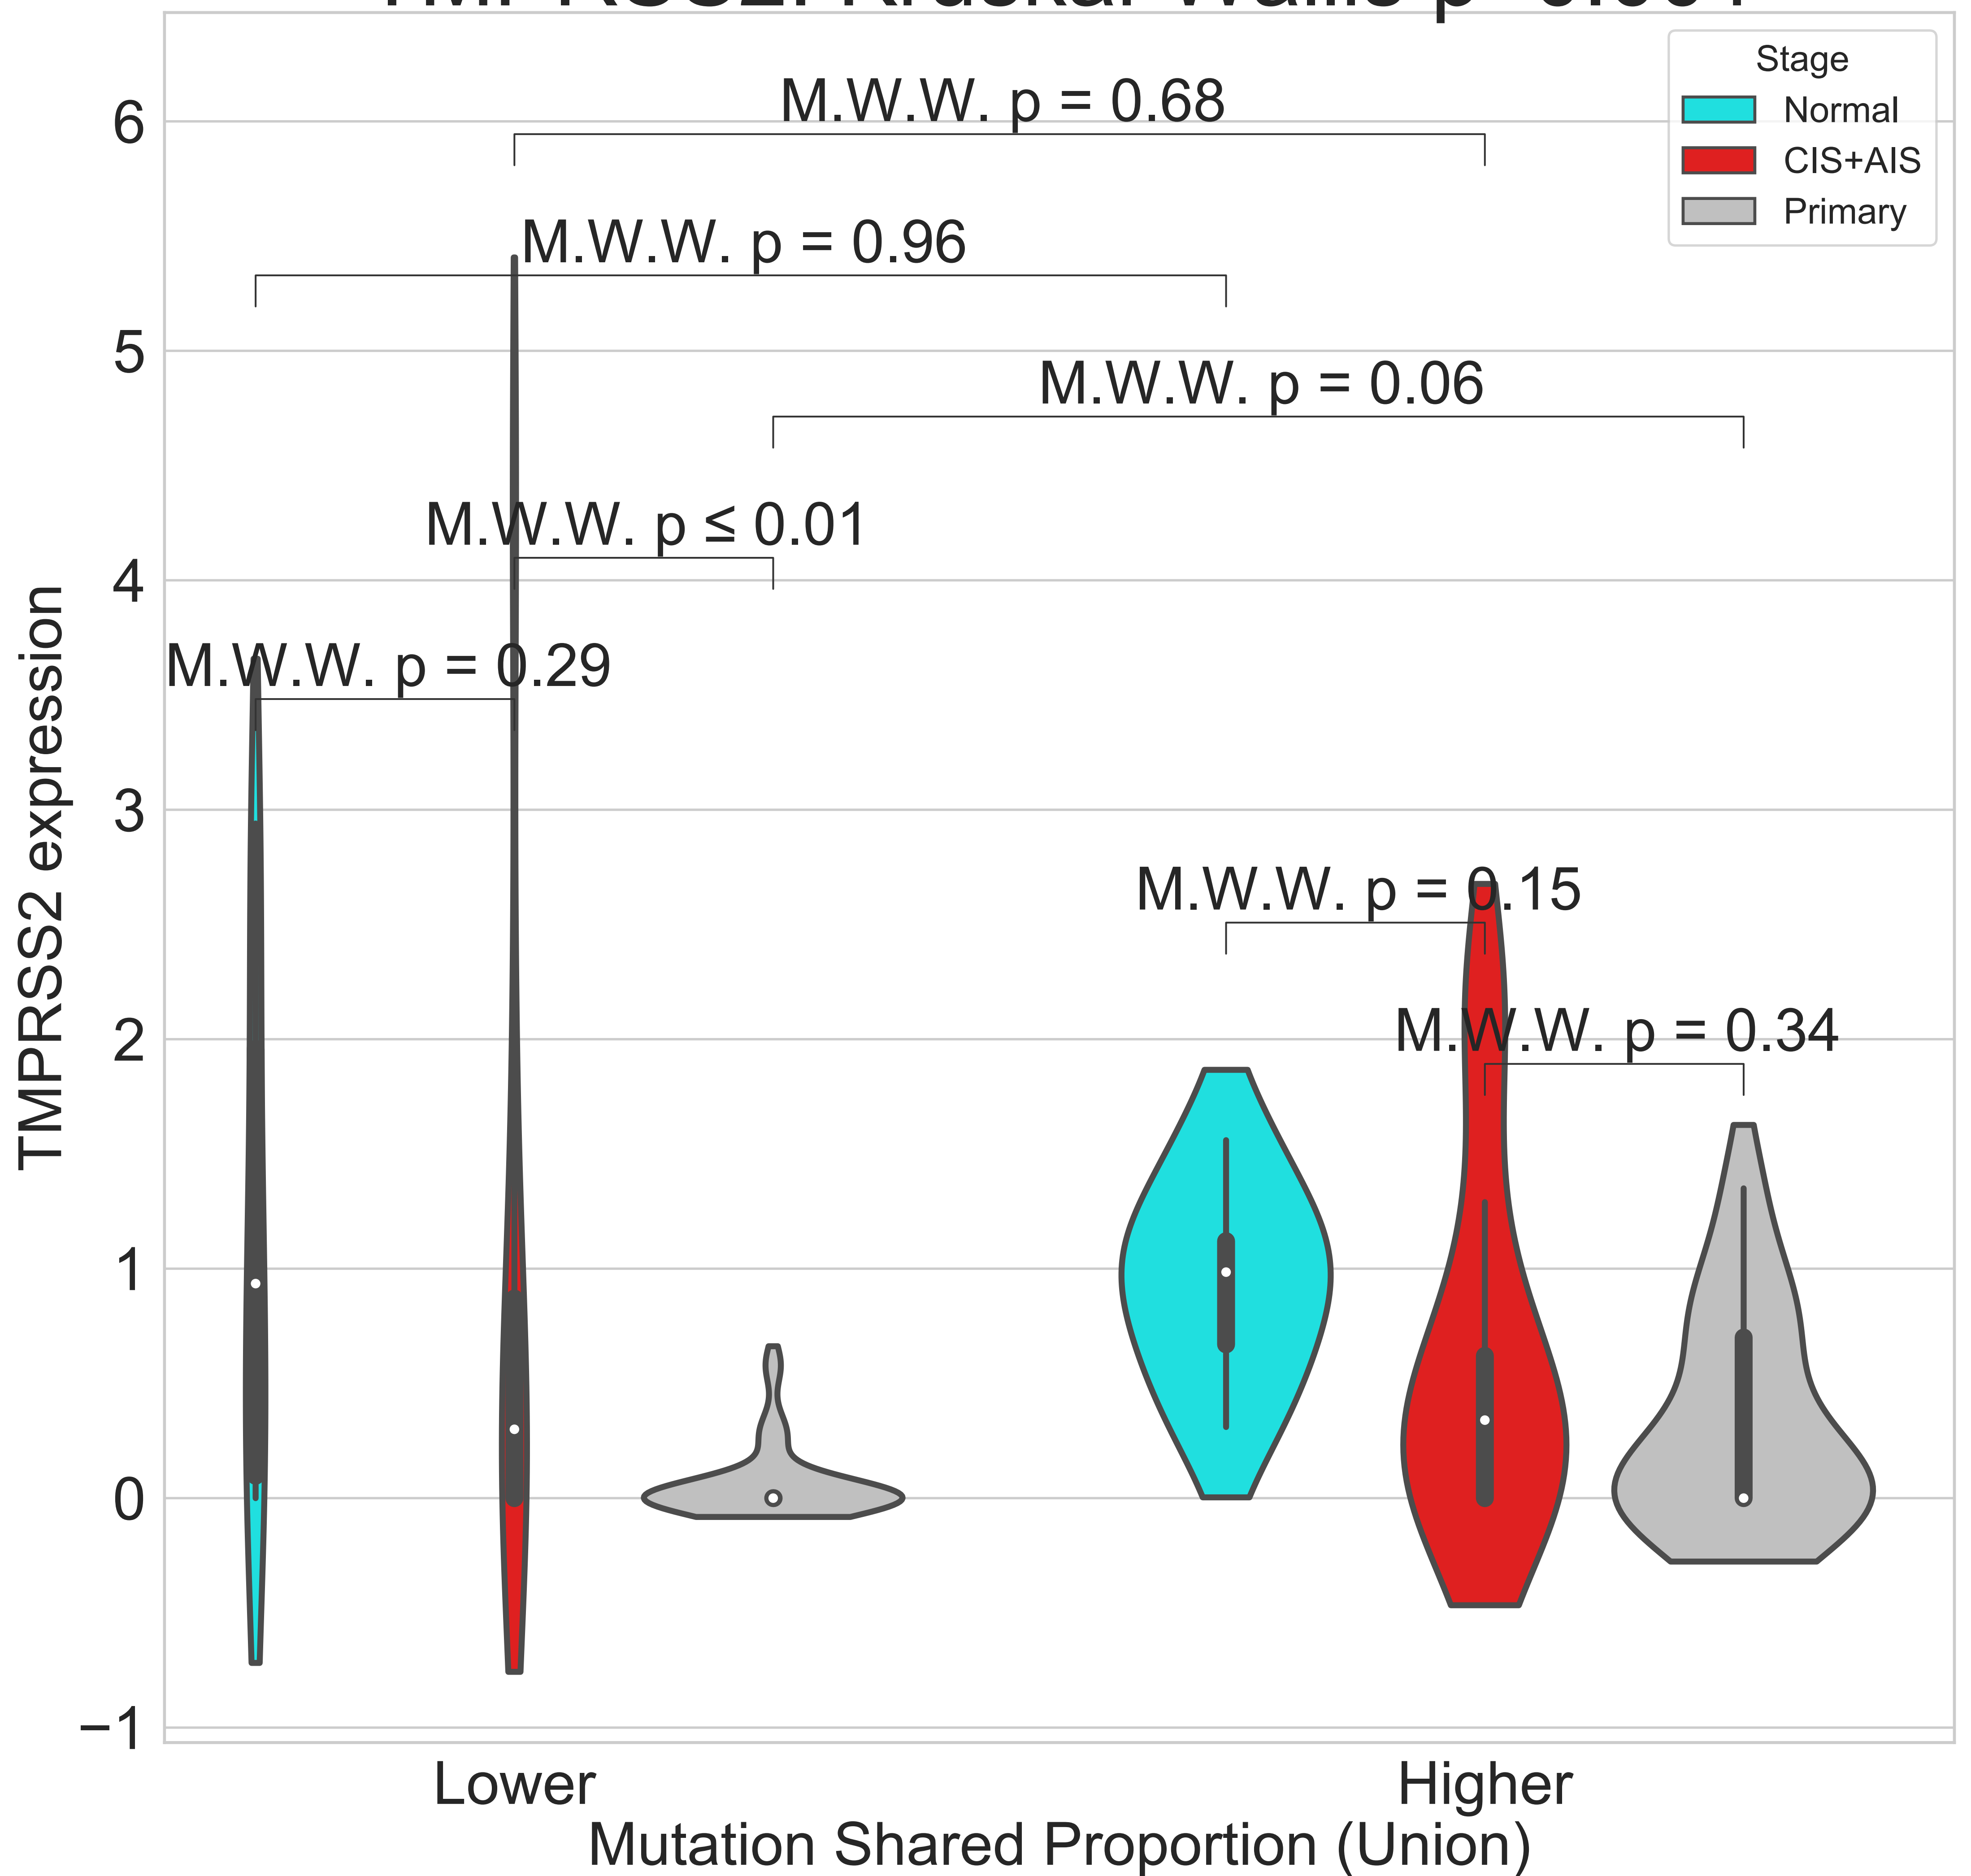 Stage
Normal
CIS+AIS
Primary
M.W.W. p = 0.68
M.W.W. p = 0.96
M.W.W. p = 0.06
M.W.W. p ≤ 0.01
M.W.W. p = 0.29
M.W.W. p = 0.15
M.W.W. p = 0.34
6
5
4
3
2
1
0
−1
TMPRSS2 expression
Lower
Higher
Mutation Shared Proportion (Union)